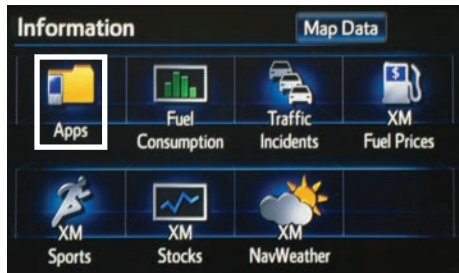 Information
Map Data
Apps
Fuel
Consumption
Traffic
Incidents
$
XM
Fuel Prices
XM
Sports
XM
Stocks
XM
NavWeather